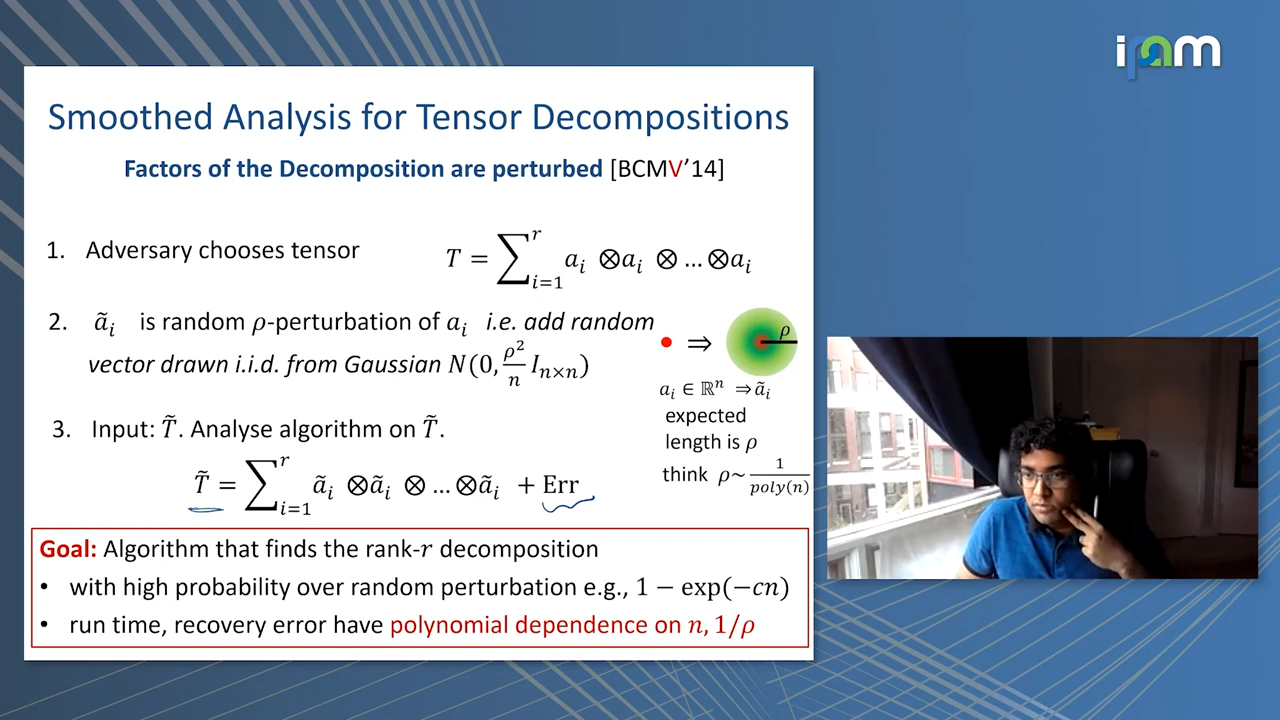 ipam
Smoothed Analysis for Tensor Decompositions
Factors of the Decomposition are perturbed [BCMV'14]
1. Adversary chooses tensor T = ∑_{i=1}^{r} a_i ⊗a_i ⊗ … ⊗a_i
2. ã_i is random ρ-perturbation of a_i i.e. add random
vector drawn i.i.d. from Gaussian N(0, ρ²/n I_{n×n})
⇒ ρ
a_i ∈ ℝⁿ ⇒ ã_i
expected
length is ρ
think ρ~ 1/poly(n)
3. Input: T̃. Analyse algorithm on T̃.
T̃ = ∑_{i=1}^{r} ã_i ⊗ã_i ⊗ … ⊗ã_i + Err
Goal: Algorithm that finds the rank-r decomposition
• with high probability over random perturbation e.g., 1 − exp(−cn)
• run time, recovery error have polynomial dependence on n, 1/ρ